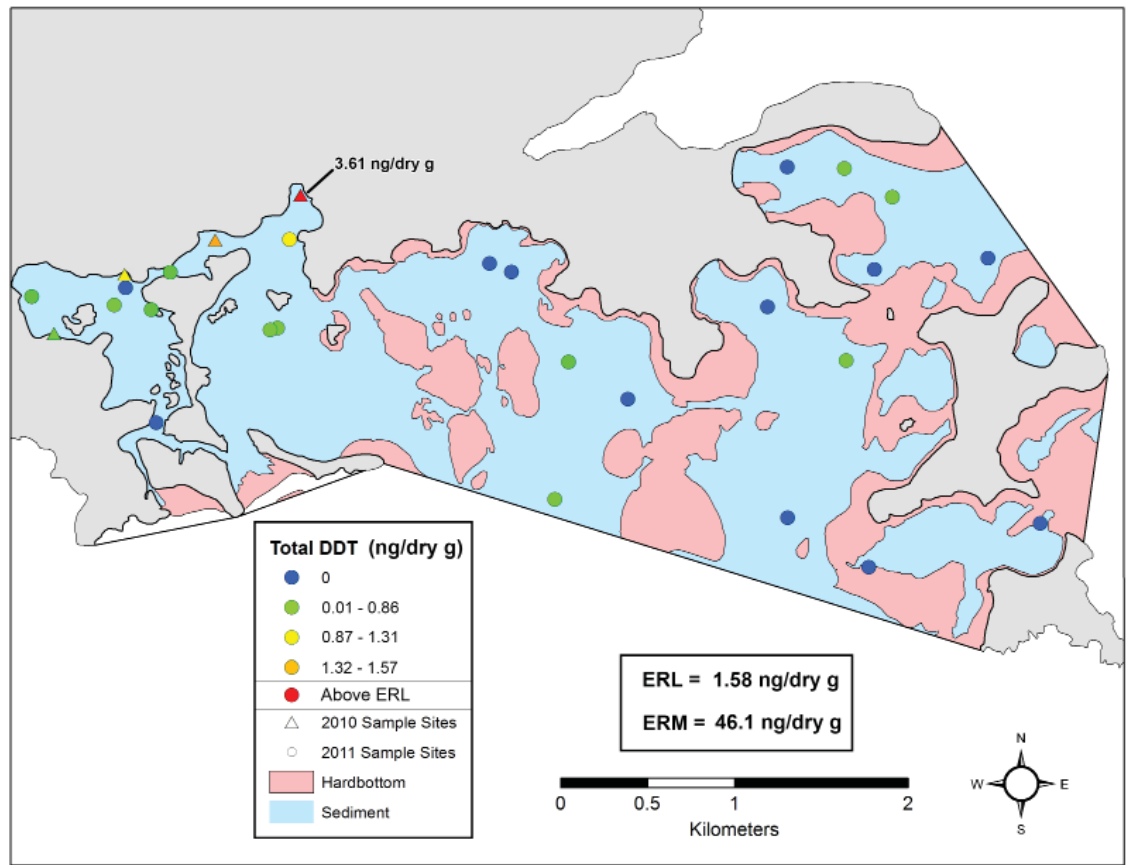 3.61 ng/dry g
Total DDT (ng/dry g)
0
0.01 - 0.86
0.87 - 1.31
1.32 - 1.57
Above ERL
2010 Sample Sites
2011 Sample Sites
Hardbottom
Sediment
ERL = 1.58 ng/dry g
ERM = 46.1 ng/dry g
0 0.5 1 2
Kilometers
N
W E
S